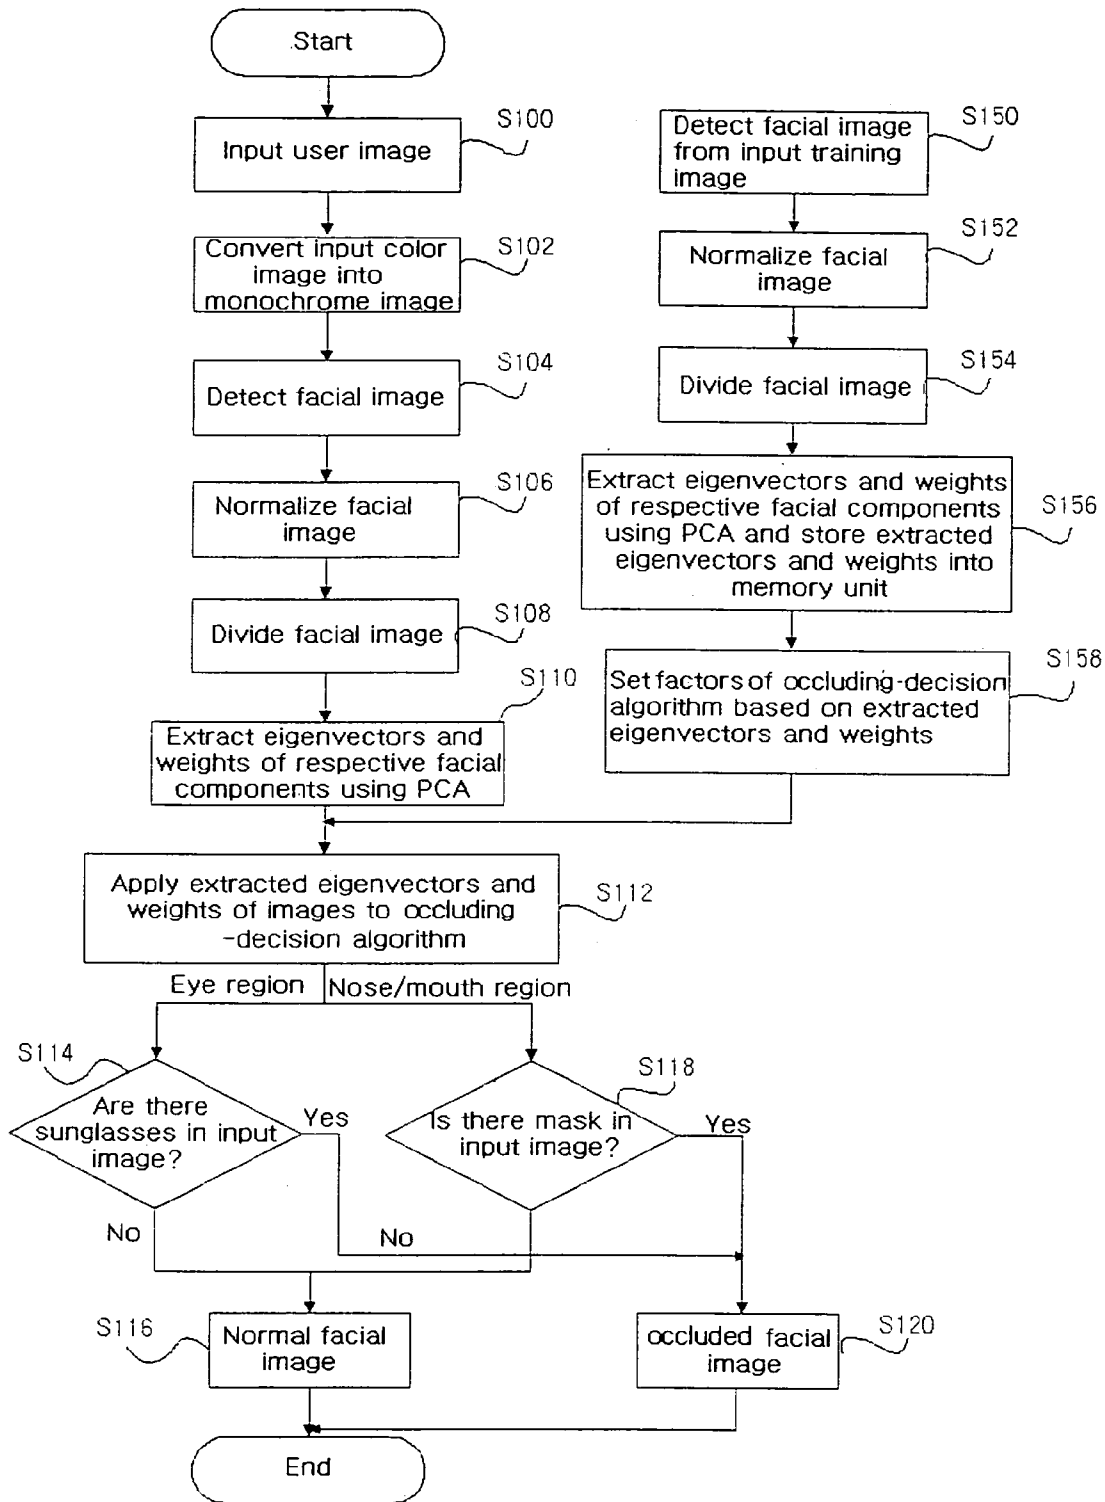 Start
S100
Input user image
S102
Convert input color
image into
monochrome image
S104
Detect facial image
S106
Normalize facial
image
S108
Divide facial image
S110
Extract eigenvectors and
weights of respective facial
components using PCA
S150
Detect facial image
from input training
image
S152
Normalize facial
image
S154
Divide facial image
S156
Extract eigenvectors and weights
of respective facial components
using PCA and store extracted
eigenvectors and weights into
memory unit
S158
Set factors of occluding-decision
algorithm based on extracted
eigenvectors and weights
S112
Apply extracted eigenvectors and
weights of images to occluding
-decision algorithm
Eye region
Nose/mouth region
S114
Are there
sunglasses in input
image?
Yes
No
S118
Is there mask in
input image?
Yes
No
S116
Normal facial
image
S120
occluded facial
image
End